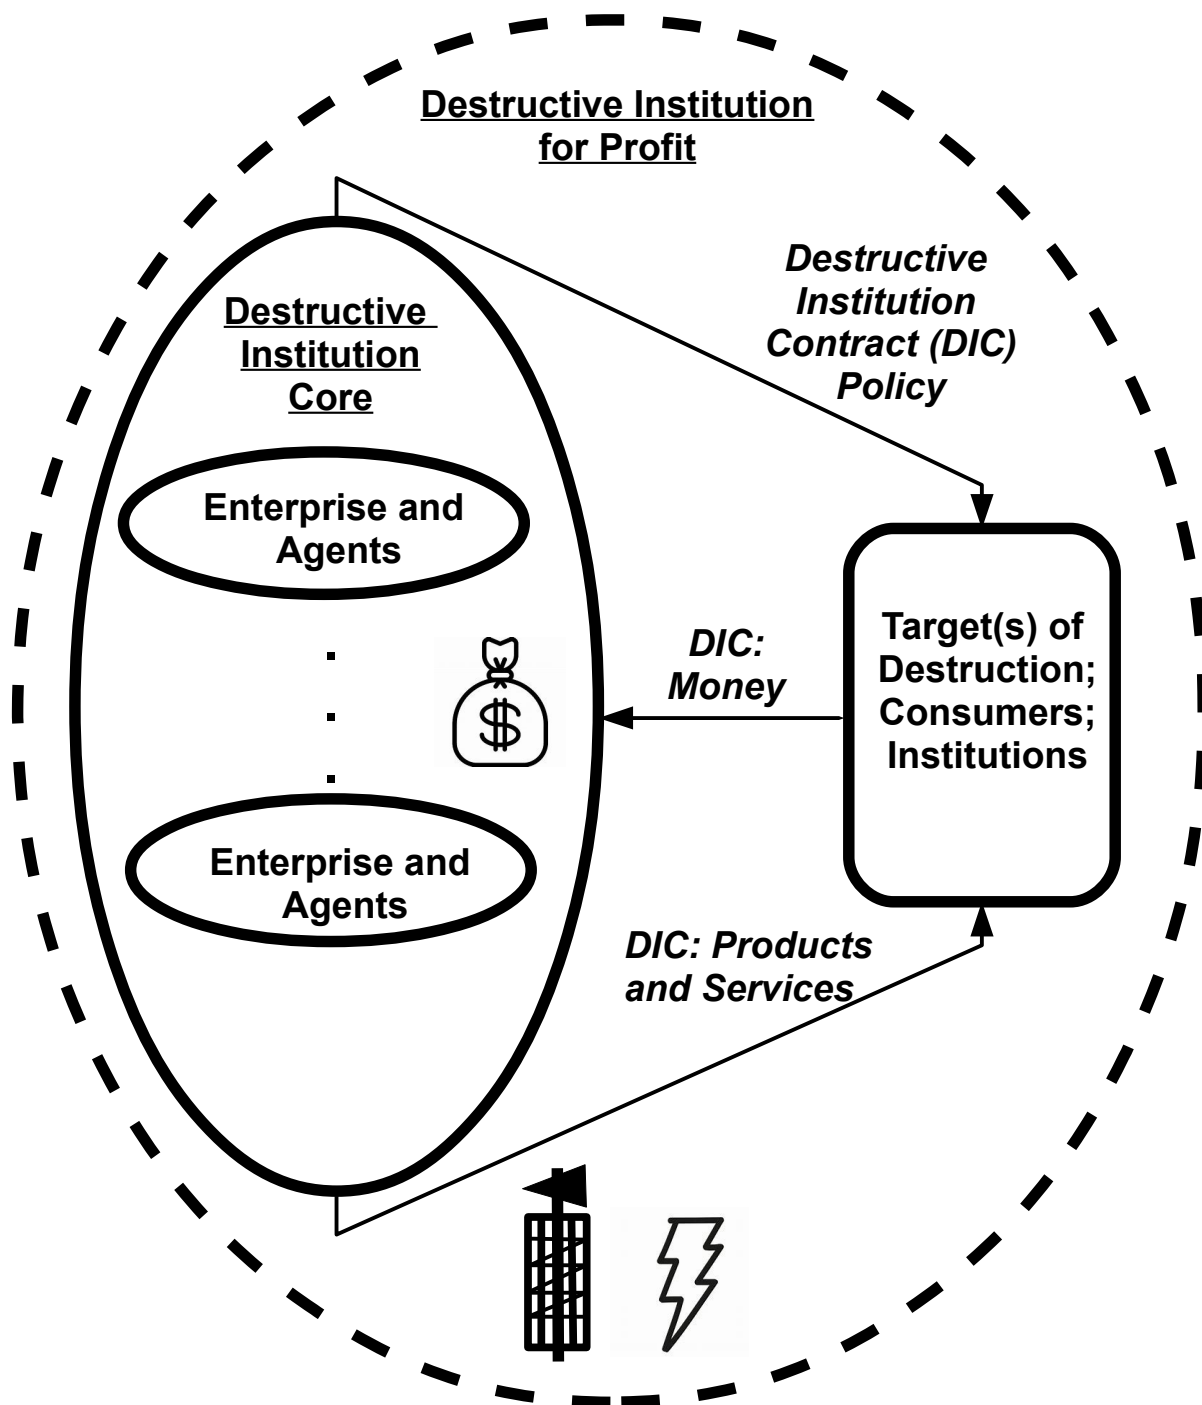 Destructive Institution
for Profit
Destructive
Institution
Contract (DIC)
Policy
Destructive
Institution
Core
Enterprise and
Agents
.
.
.
DIC:
Money
$
Target(s) of
Destruction;
Consumers;
Institutions
Enterprise and
Agents
DIC: Products
and Services